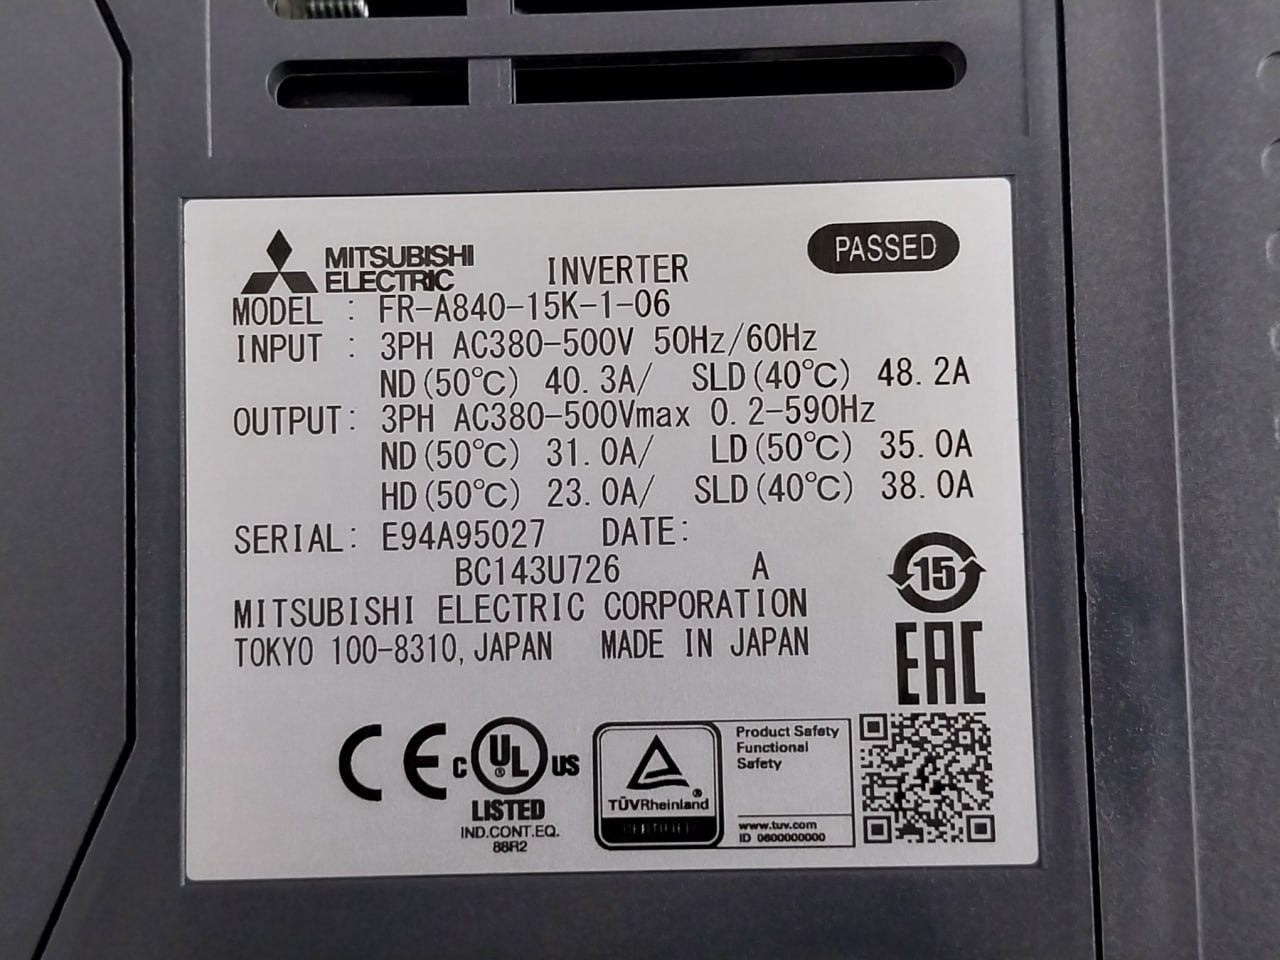 MITSUBISHI
ELECTRIC INVERTER PASSED
MODEL : FR-A840-15K-1-06
INPUT : 3PH AC380-500V 50Hz/60Hz
ND(50℃) 40.3A/ SLD(40℃) 48.2A
OUTPUT: 3PH AC380-500Vmax 0.2-590Hz
ND(50℃) 31.0A/ LD(50℃) 35.0A
HD(50℃) 23.0A/ SLD(40℃) 38.0A
SERIAL: E94A95027 DATE:
BC143U726 A
15
MITSUBISHI ELECTRIC CORPORATION
TOKYO 100-8310, JAPAN MADE IN JAPAN
EAC
CE
C UL ® US
LISTED
IND.CONT.EQ.
88R2
TÜVRheinland ®
CERTIFIED
Product Safety
Functional
Safety
www.tuv.com
ID 0600000000